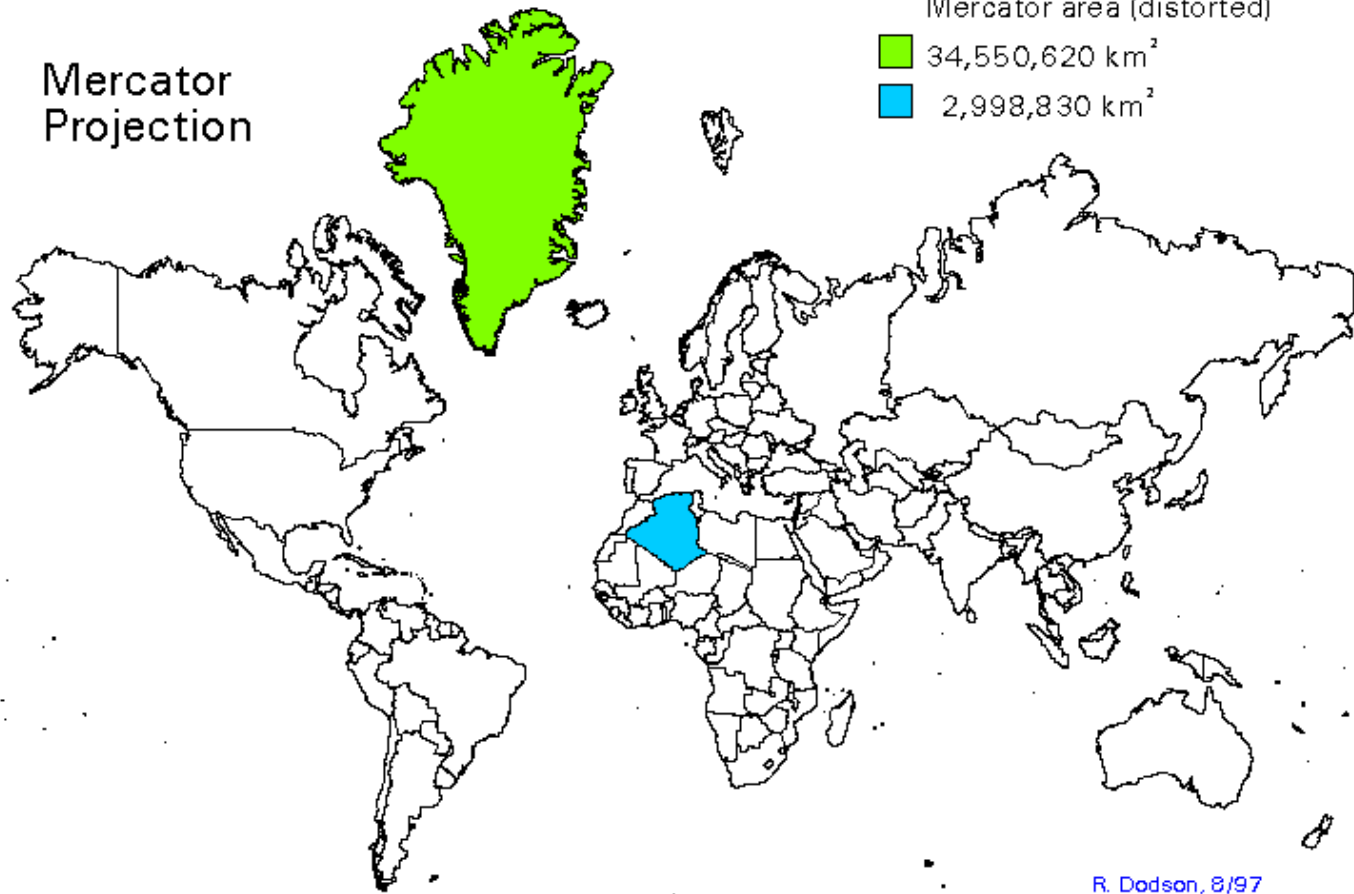 Mercator area (distorted)
Mercator
Projection
34,550,620 km²
2,998,830 km²
R. Dodson, 8/97